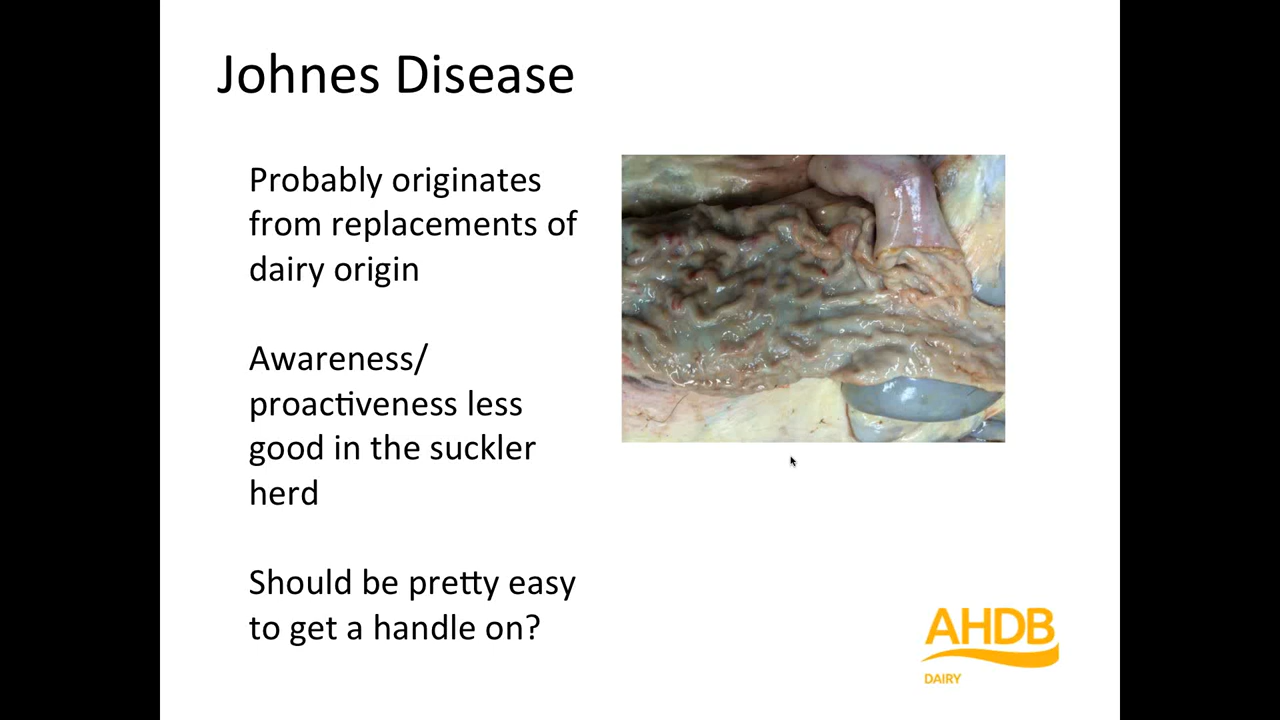 Johnes Disease
Probably originates
from replacements of
dairy origin
Awareness/
proactiveness less
good in the suckler
herd
Should be pretty easy
to get a handle on?
AHDB
DAIRY